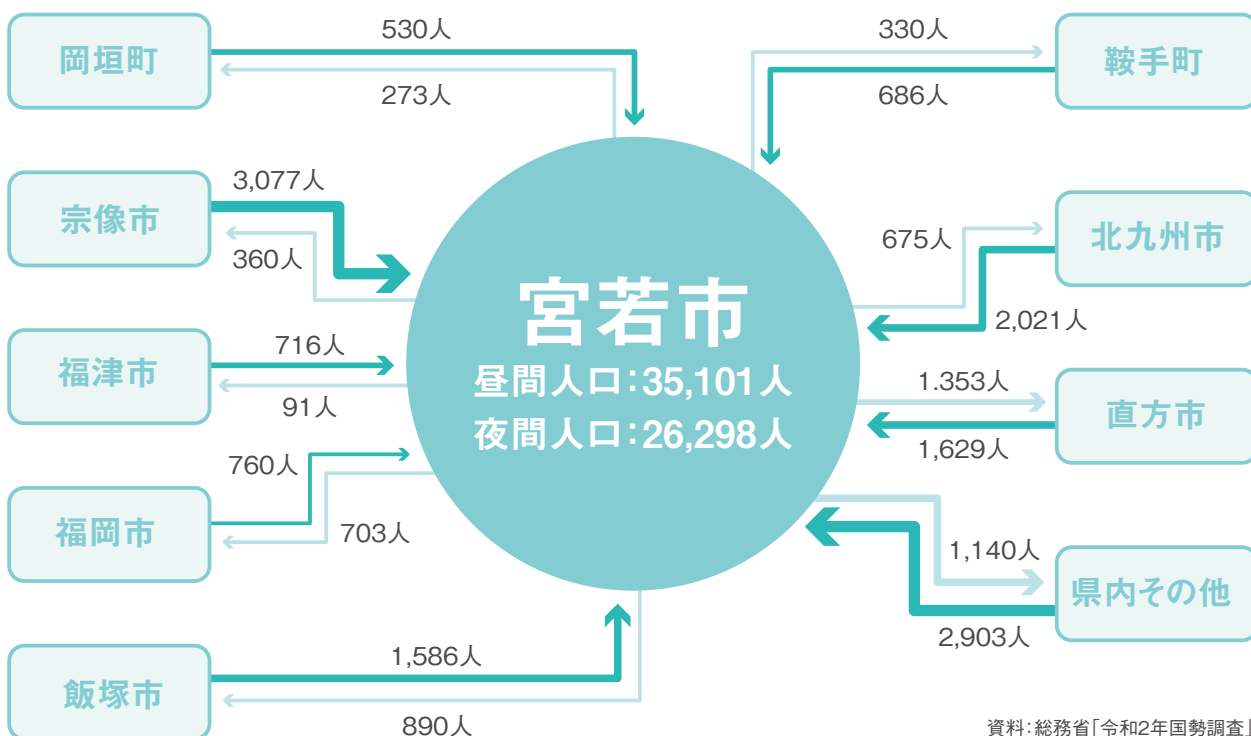 岡垣町
530人
273人
330人
686人
鞍手町
宗像市
3,077人
360人
675人
2,021人
北九州市
宮若市
昼間人口:35,101人
夜間人口:26,298人
福津市
716人
91人
1.353人
1,629人
直方市
福岡市
760人
703人
1,140人
2,903人
県内その他
飯塚市
1,586人
890人
資料:総務省「令和2年国勢調査」